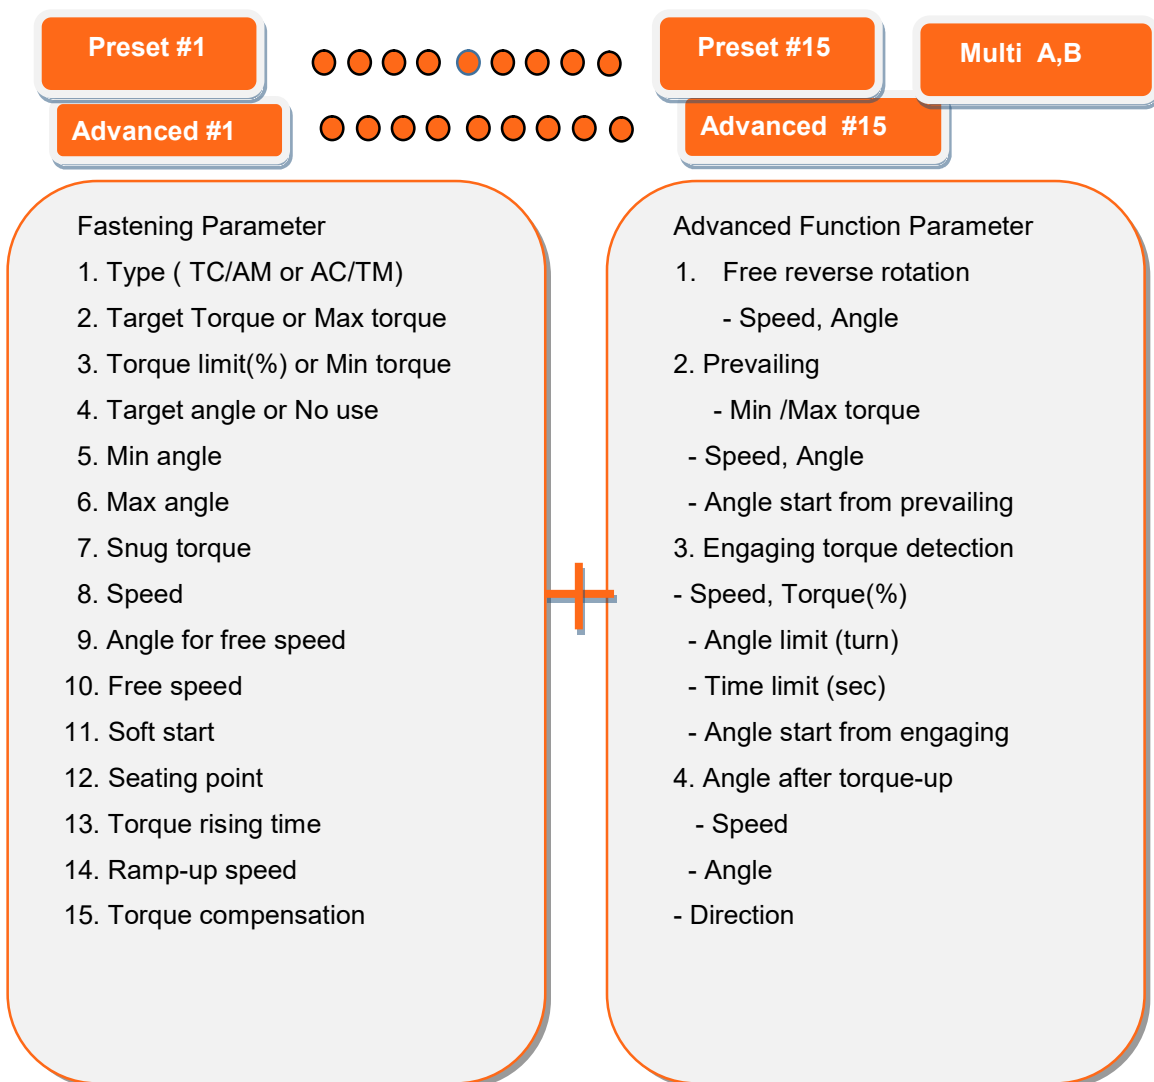 Preset #1
Preset #15
Multi A,B
Advanced #1
Advanced #15
Fastening Parameter
1. Type ( TC/AM or AC/TM)
2. Target Torque or Max torque
3. Torque limit(%) or Min torque
4. Target angle or No use
5. Min angle
6. Max angle
7. Snug torque
8. Speed
9. Angle for free speed
10. Free speed
11. Soft start
12. Seating point
13. Torque rising time
14. Ramp-up speed
15. Torque compensation
Advanced Function Parameter
1. Free reverse rotation
- Speed, Angle
2. Prevailing
- Min /Max torque
- Speed, Angle
- Angle start from prevailing
3. Engaging torque detection
- Speed, Torque(%)
- Angle limit (turn)
- Time limit (sec)
- Angle start from engaging
4. Angle after torque-up
- Speed
- Angle
- Direction